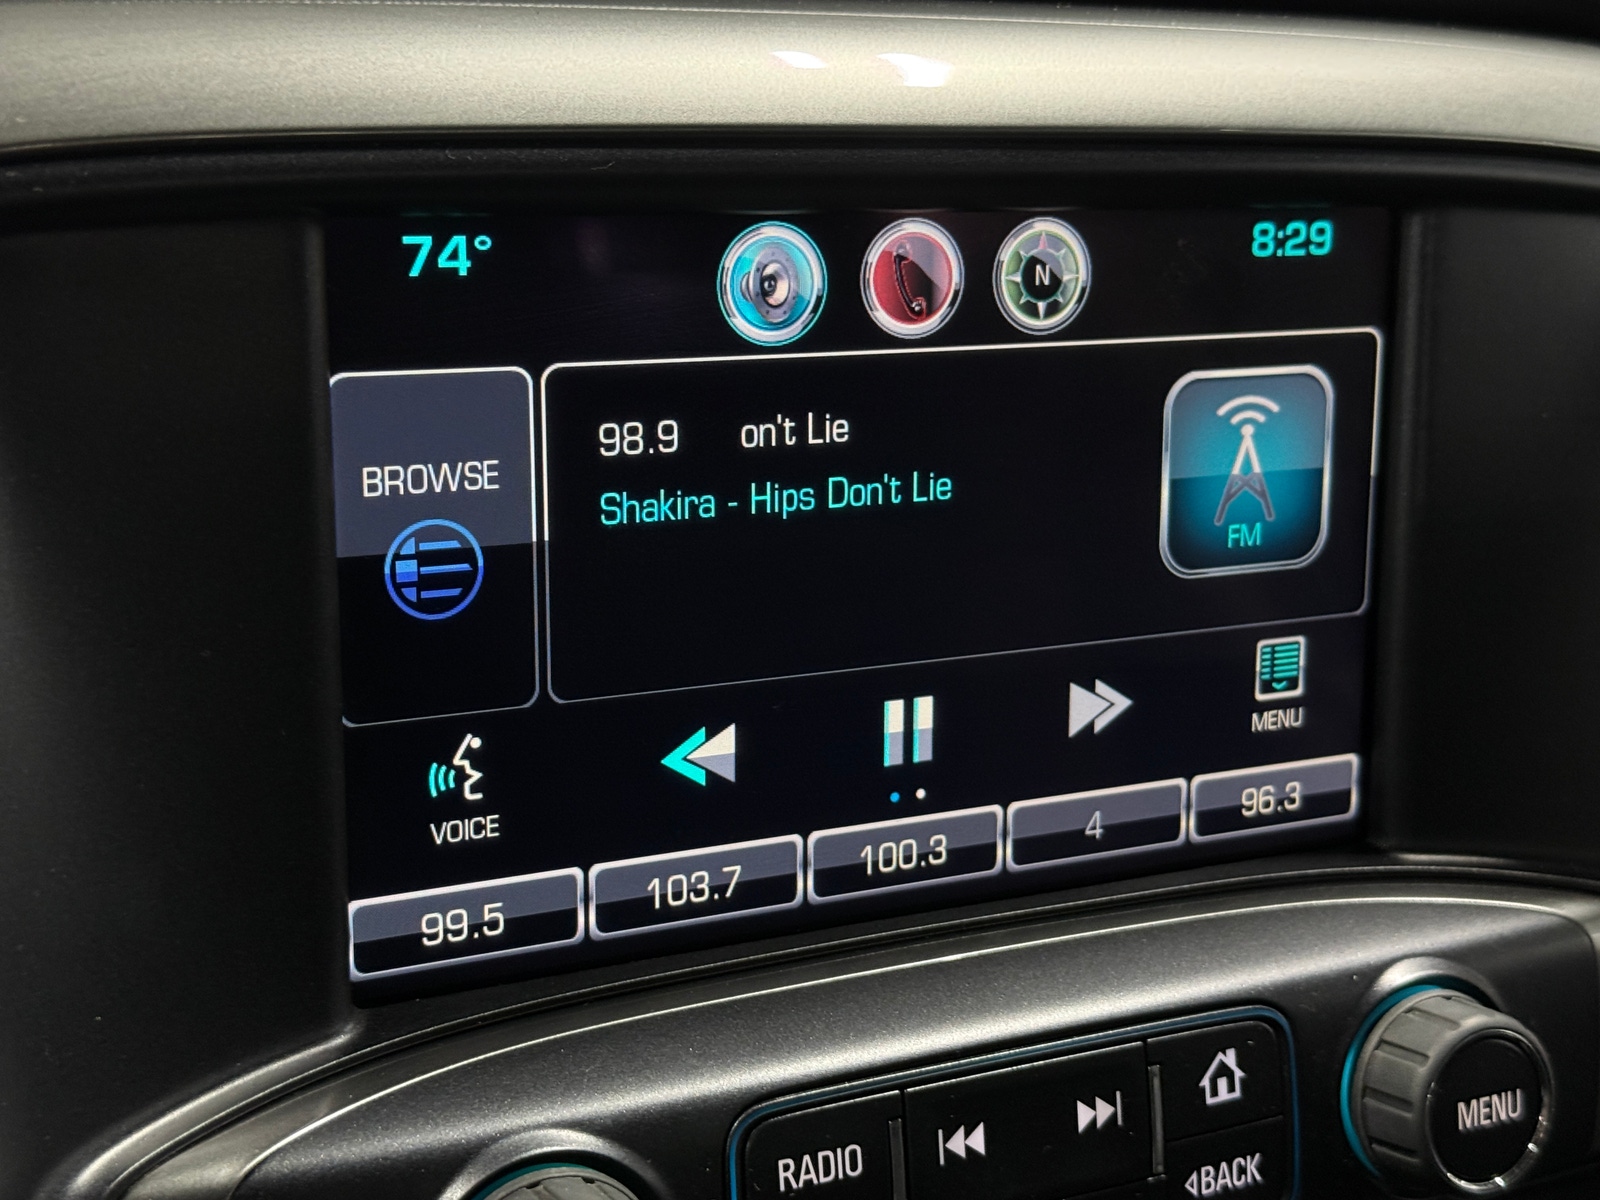 74°
N
8:29
BROWSE
98.9 on't Lie
Shakira - Hips Don't Lie
FM
VOICE
MENU
99.5
103.7
100.3
4
96.3
RADIO
BACK
MENU